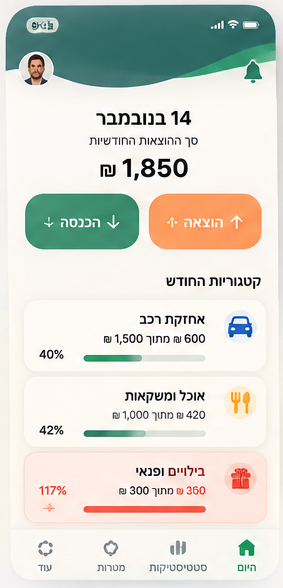 14 בנובמבר
סך ההוצאות החודשיות
1,850 ₪
הוצאה
הכנסה
קטגוריות החודש
אחזקת רכב
600 ₪ מתוך 1,500 ₪
40%
אוכל ומשקאות
420 ₪ מתוך 1,000 ₪
42%
בילויים ופנאי
350 ₪ מתוך 300 ₪
117%
היום
סטטיסטיקות
מטרות
עוד